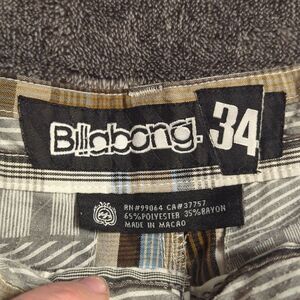 Billabong.
34
RN#99064 CA#37757
65%POLYESTER 35%RAYON
MADE IN MACAO